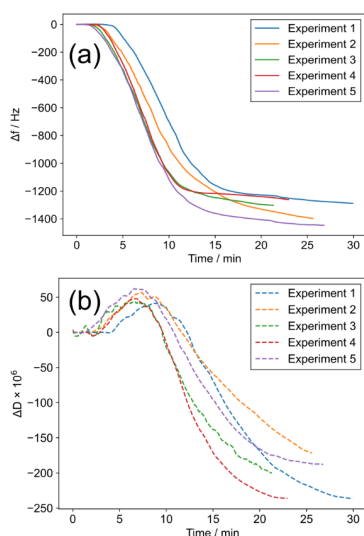 (a)
Experiment 1
Experiment 2
Experiment 3
Experiment 4
Experiment 5
Δf / Hz
0
−200
−400
−600
−800
−1000
−1200
−1400
0 5 10 15 20 25 30
Time / min
(b)
Experiment 1
Experiment 2
Experiment 3
Experiment 4
Experiment 5
ΔD × 10⁶
50
0
−50
−100
−150
−200
−250
0 5 10 15 20 25 30
Time / min